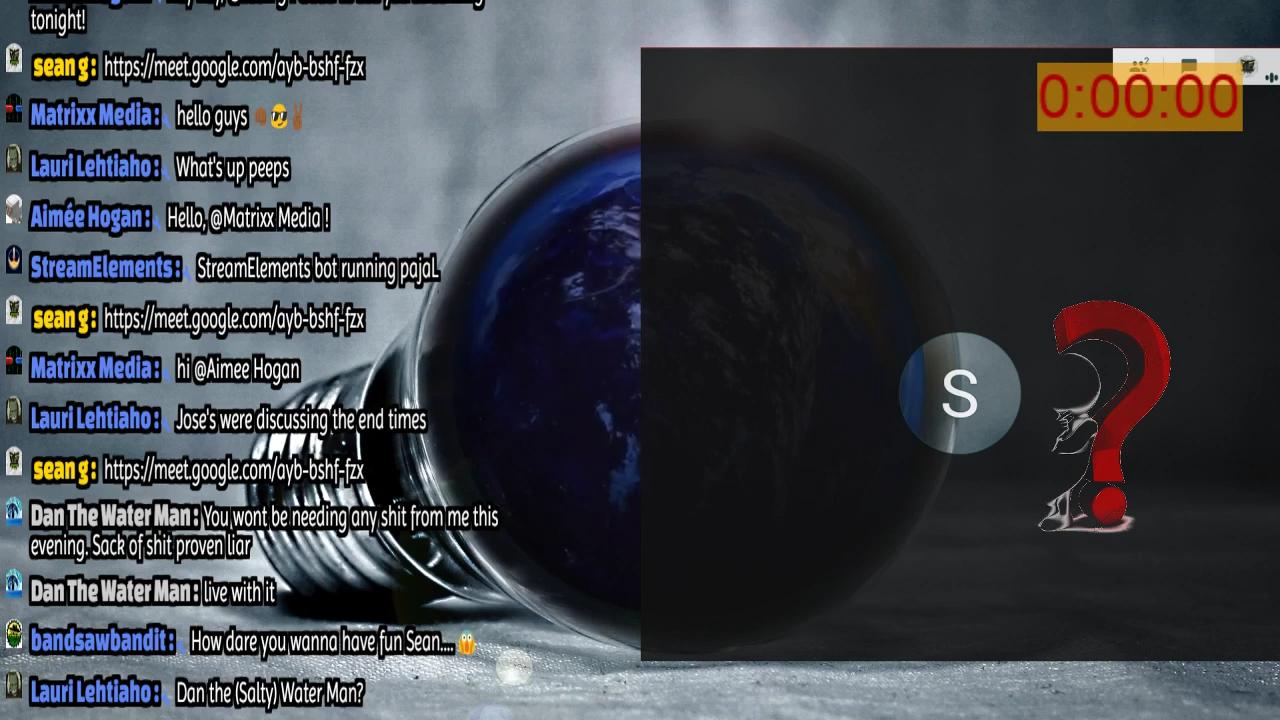 tonight!
sean g: https://meet.google.com/ayb-bshf-fzx
Matrixx Media: hello guys
Lauri Lehtiaho: What's up peeps
Aimée Hogan: Hello, @Matrixx Media !
StreamElements: StreamElements bot running pajaL
sean g: https://meet.google.com/ayb-bshf-fzx
Matrixx Media: hi @Aimee Hogan
Lauri Lehtiaho: Jose's were discussing the end times
sean g: https://meet.google.com/ayb-bshf-fzx
Dan The Water Man: You wont be needing any shit from me this
evening. Sack of shit proven liar
Dan The Water Man: live with it
bandsawbandit: How dare you wanna have fun Sean....
Lauri Lehtiaho: Dan the (Salty) Water Man?
2
0:00:00
S
?